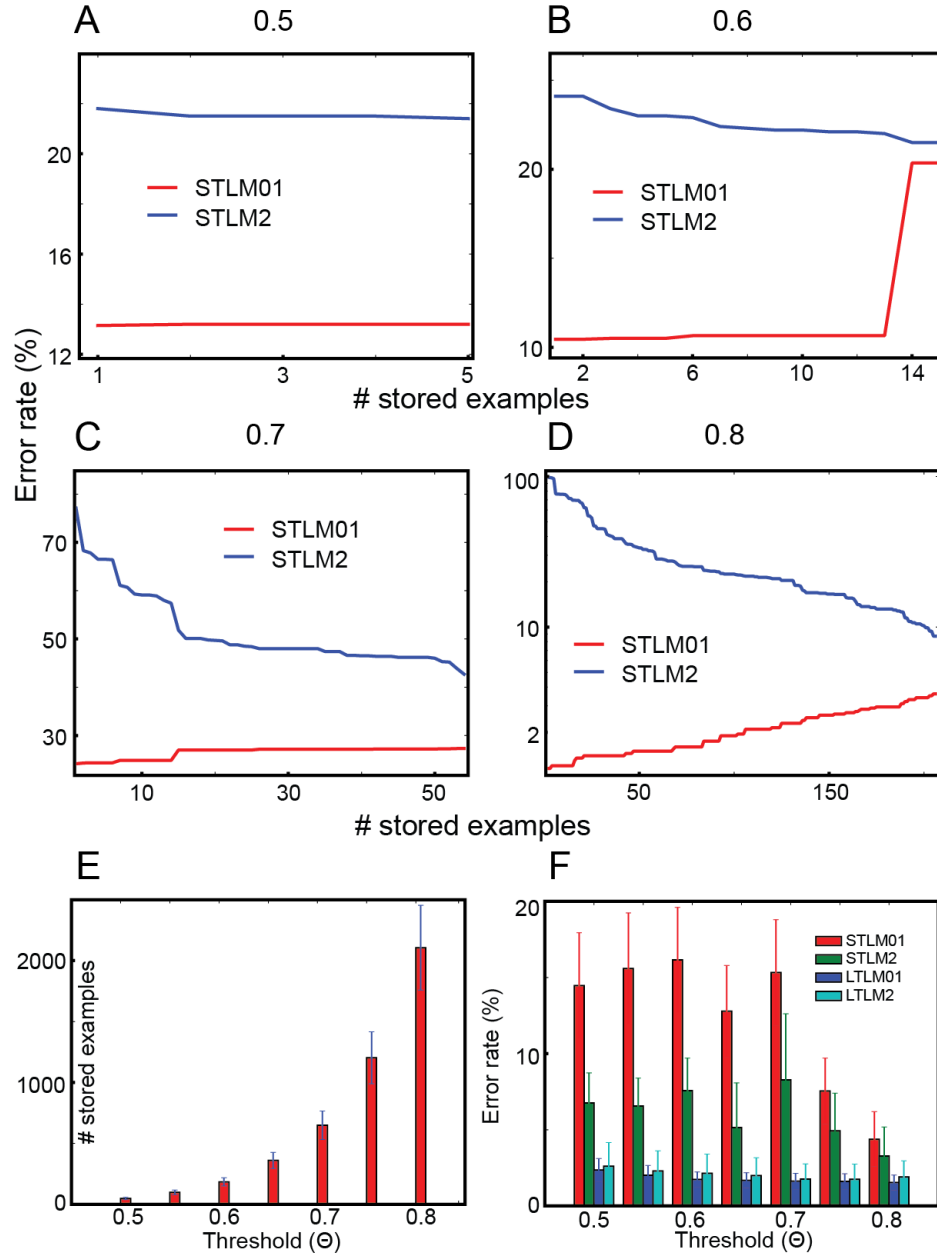 A 0.5
B 0.6
20
16
12
1 3 5
STLM01
STLM2
20
10
2 6 10 14
STLM01
STLM2
# stored examples
Error rate (%)
C 0.7
D 0.8
70
50
30
10 30 50
STLM01
STLM2
100
10
2
50 150
STLM01
STLM2
# stored examples
E
F
2000
1000
0
# stored examples
0.5 0.6 0.7 0.8
Threshold (Θ)
20
10
0
Error rate (%)
STLM01
STLM2
LTLM01
LTLM2
0.5 0.6 0.7 0.8
Threshold (Θ)